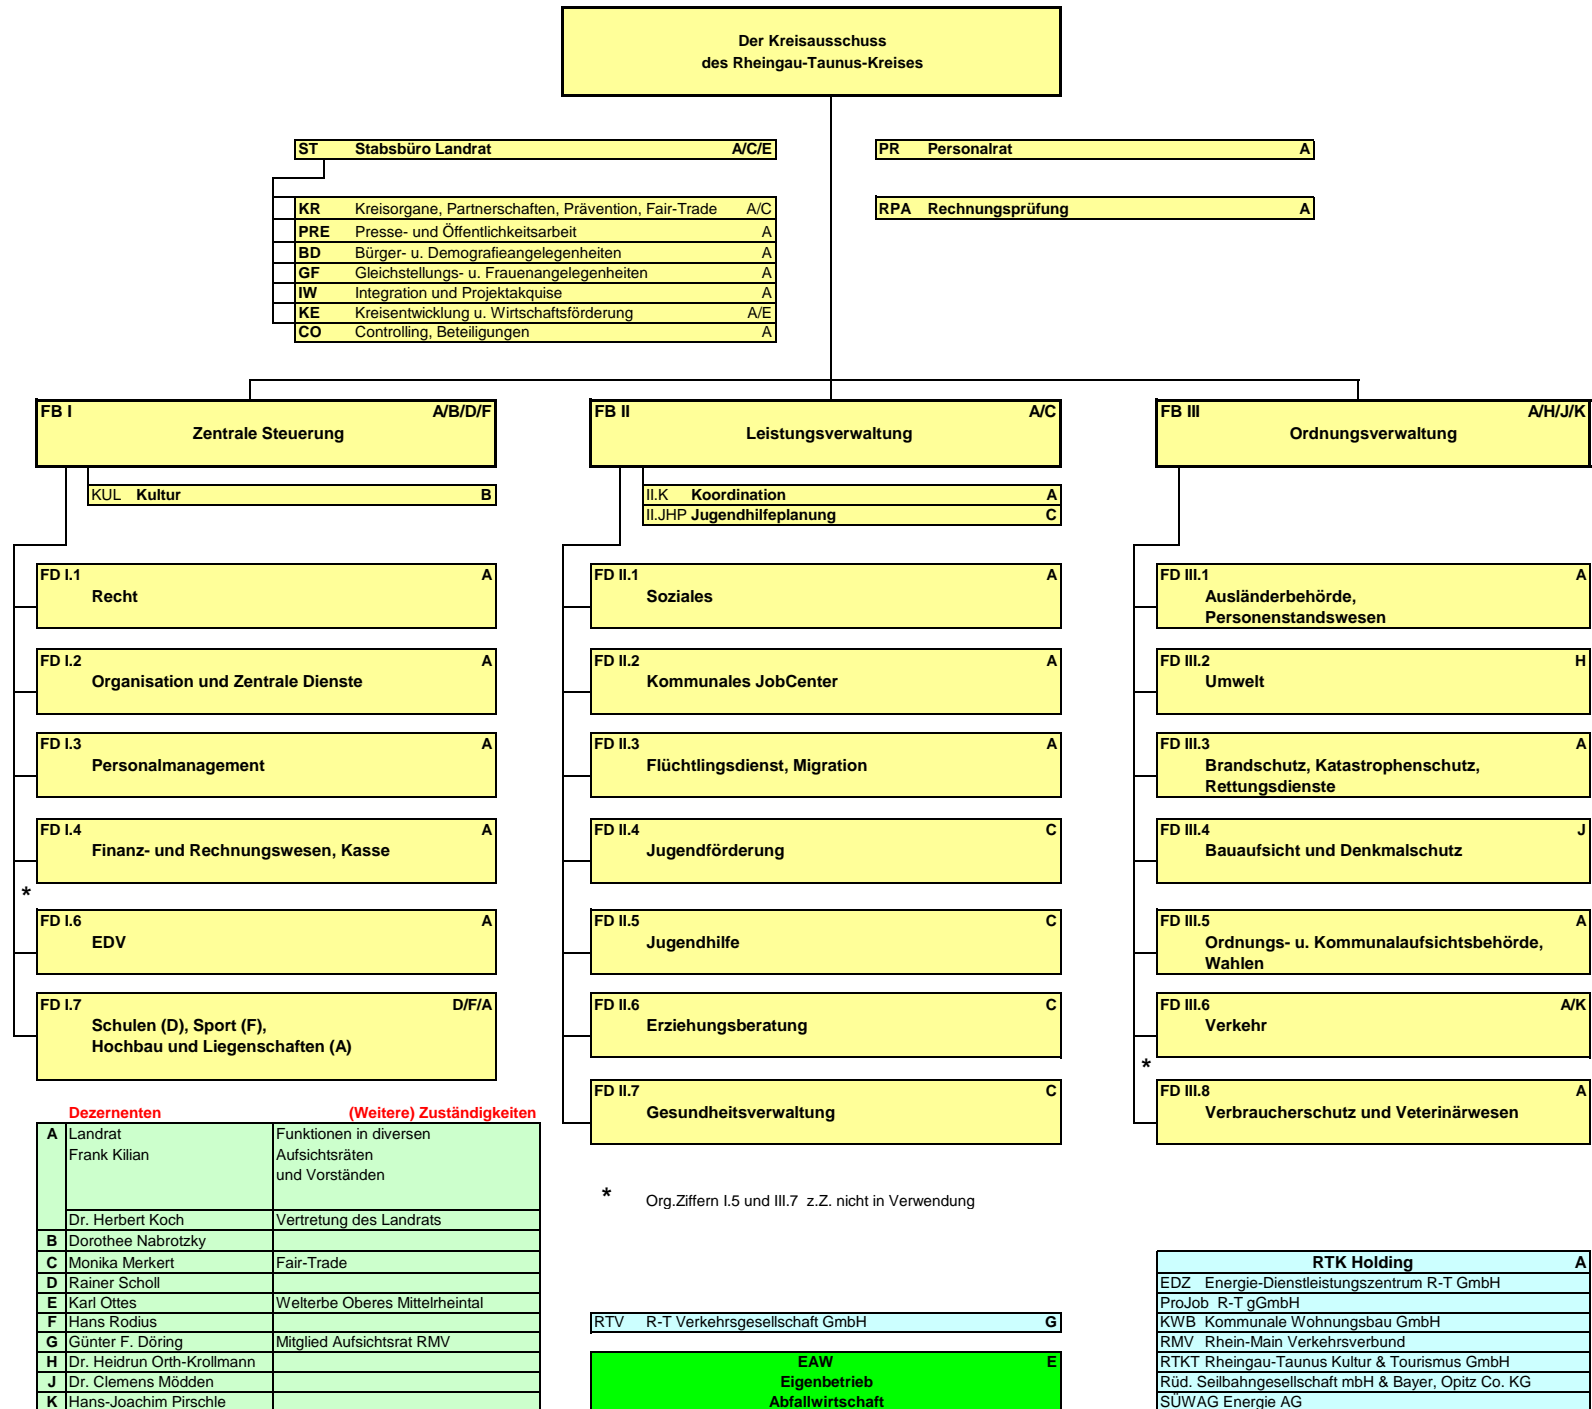 Der Kreisausschuss
des Rheingau-Taunus-Kreises
ST Stabsbüro Landrat A/C/E
PR Personalrat A
KR Kreisorgane, Partnerschaften, Prävention, Fair-Trade A/C
RPA Rechnungsprüfung A
PRE Presse- und Öffentlichkeitsarbeit A
BD Bürger- u. Demografieangelegenheiten A
GF Gleichstellungs- u. Frauenangelegenheiten A
IW Integration und Projektakquise A
KE Kreisentwicklung u. Wirtschaftsförderung A/E
CO Controlling, Beteiligungen A
FB I A/B/D/F
Zentrale Steuerung
KUL Kultur B
FD I.1 A
Recht
FD I.2 A
Organisation und Zentrale Dienste
FD I.3 A
Personalmanagement
FD I.4 A
Finanz- und Rechnungswesen, Kasse
*
FD I.6 A
EDV
FD I.7 D/F/A
Schulen (D), Sport (F),
Hochbau und Liegenschaften (A)
FB II A/C
Leistungsverwaltung
II.K Koordination A
II.JHP Jugendhilfeplanung C
FD II.1 A
Soziales
FD II.2 A
Kommunales JobCenter
FD II.3 A
Flüchtlingsdienst, Migration
FD II.4 C
Jugendförderung
FD II.5 C
Jugendhilfe
FD II.6 C
Erziehungsberatung
FD II.7 C
Gesundheitsverwaltung
FB III A/H/J/K
Ordnungsverwaltung
FD III.1 A
Ausländerbehörde,
Personenstandswesen
FD III.2 H
Umwelt
FD III.3 A
Brandschutz, Katastrophenschutz,
Rettungsdienste
FD III.4 J
Bauaufsicht und Denkmalschutz
FD III.5 A
Ordnungs- u. Kommunalaufsichtsbehörde,
Wahlen
FD III.6 A/K
Verkehr
*
FD III.8 A
Verbraucherschutz und Veterinärwesen
Dezernenten (Weitere) Zuständigkeiten
A Landrat Funktionen in diversen
Frank Kilian Aufsichtsräten
und Vorständen
Dr. Herbert Koch Vertretung des Landrats
B Dorothee Nabrotzky
C Monika Merkert Fair-Trade
D Rainer Scholl
E Karl Ottes Welterbe Oberes Mittelrheintal
F Hans Rodius
G Günter F. Döring Mitglied Aufsichtsrat RMV
H Dr. Heidrun Orth-Krollmann
J Dr. Clemens Mödden
K Hans-Joachim Pirschle
* Org.Ziffern I.5 und III.7 z.Z. nicht in Verwendung
RTV R-T Verkehrsgesellschaft GmbH G
EAW E
Eigenbetrieb
Abfallwirtschaft
RTK Holding A
EDZ Energie-Dienstleistungszentrum R-T GmbH
ProJob R-T gGmbH
KWB Kommunale Wohnungsbau GmbH
RMV Rhein-Main Verkehrsverbund
RTKT Rheingau-Taunus Kultur & Tourismus GmbH
Rüd. Seilbahngesellschaft mbH & Bayer, Opitz Co. KG
SÜWAG Energie AG